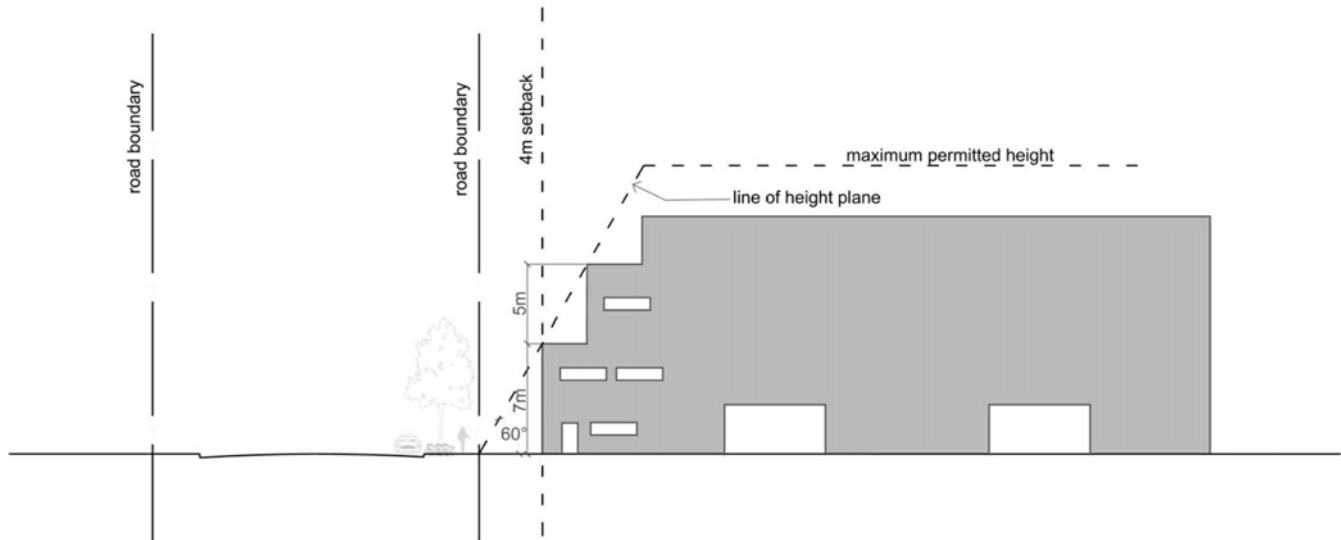 road boundary
road boundary
4m setback
maximum permitted height
line of height plane
5m
7m
60°